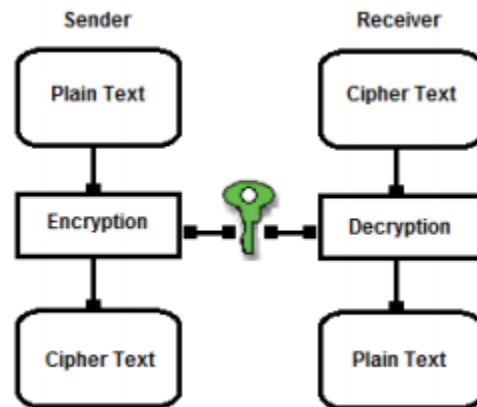 Sender
Receiver
Plain Text
Cipher Text
Encryption
Decryption
Cipher Text
Plain Text